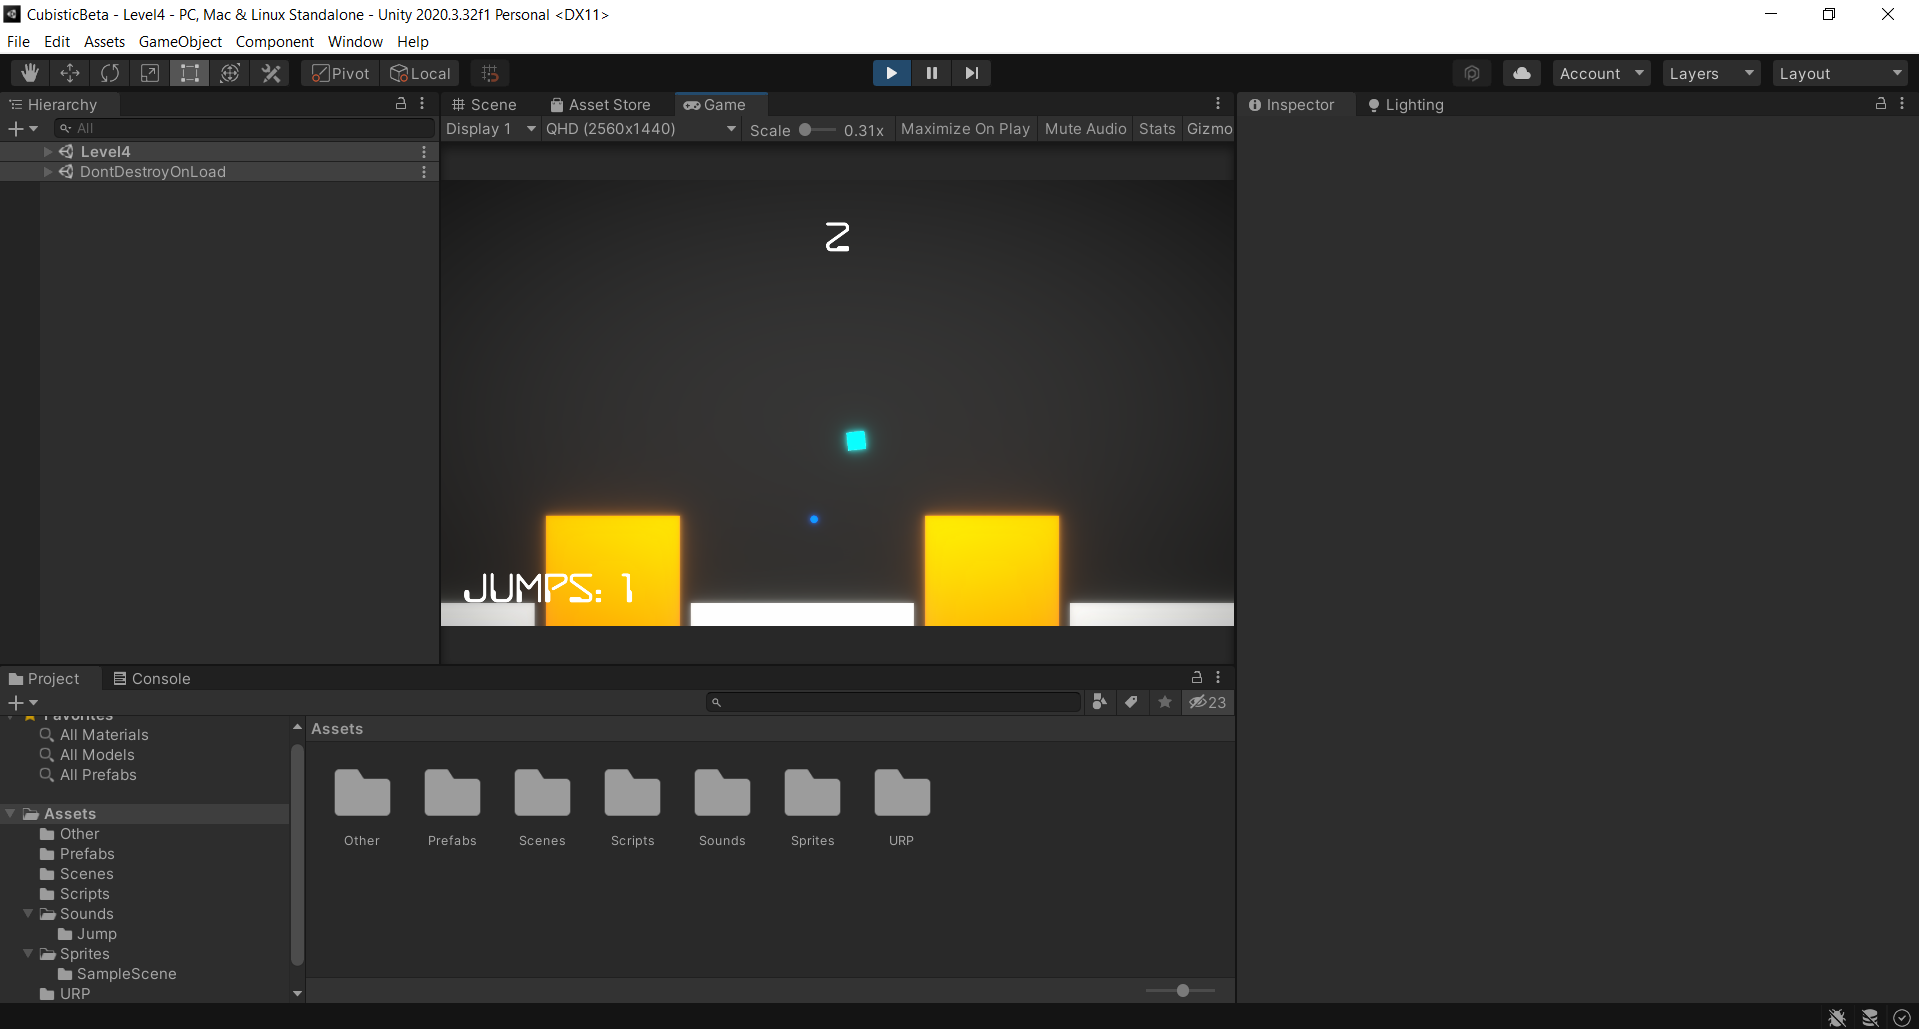 CubisticBeta - Level4 - PC, Mac & Linux Standalone - Unity 2020.3.32f1 Personal <DX11>
File Edit Assets GameObject Component Window Help
Pivot Local Account Layers Layout
Hierarchy
All
Level4
DontDestroyOnLoad
Scene Asset Store Game
Display 1 QHD (2560x1440) Scale 0.31x Maximize On Play Mute Audio Stats Gizmo
2
JUMPS: 1
Inspector Lighting
Project Console
23
Favorites
All Materials
All Models
All Prefabs
Assets
Other
Prefabs
Scenes
Scripts
Sounds
Jump
Sprites
SampleScene
URP
Assets
Other Prefabs Scenes Scripts Sounds Sprites URP